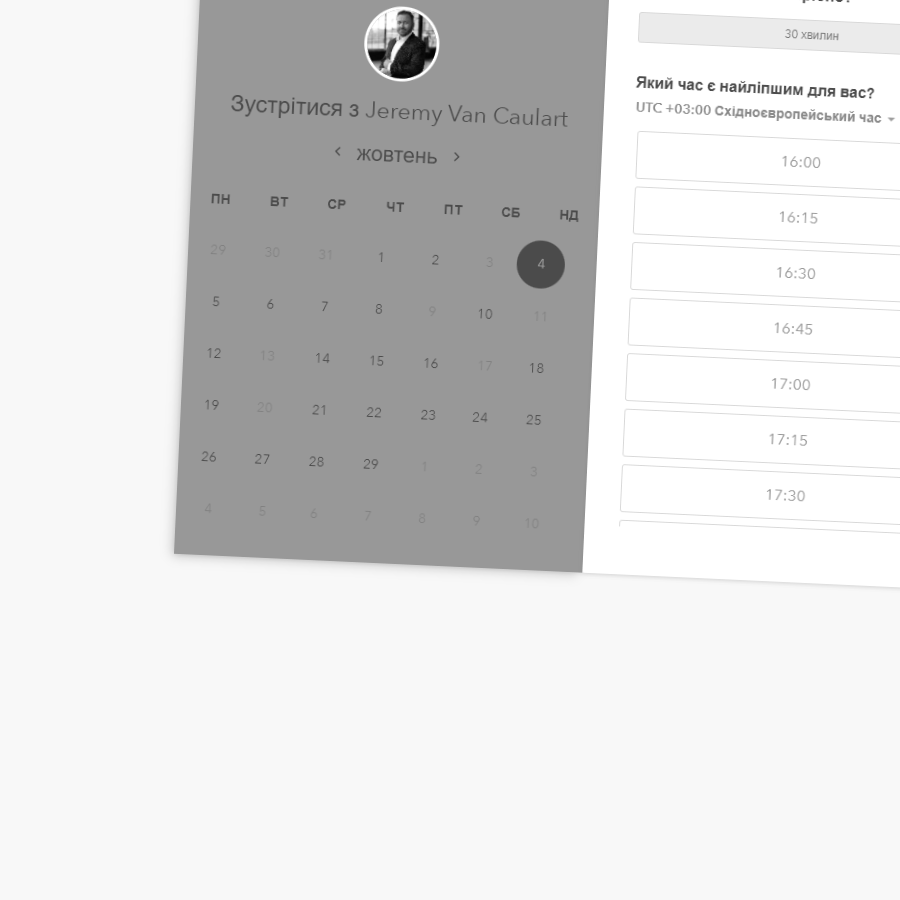 Зустрітися з Jeremy Van Caulart
‹ жовтень ›
ПН ВТ СР ЧТ ПТ СБ НД
29 30 31 1 2 3 4
5 6 7 8 9 10 11
12 13 14 15 16 17 18
19 20 21 22 23 24 25
26 27 28 29 1 2 3
4 5 6 7 8 9 10
30 хвилин
Який час є найліпшим для вас?
UTC +03:00 Східноєвропейський час
16:00
16:15
16:30
16:45
17:00
17:15
17:30